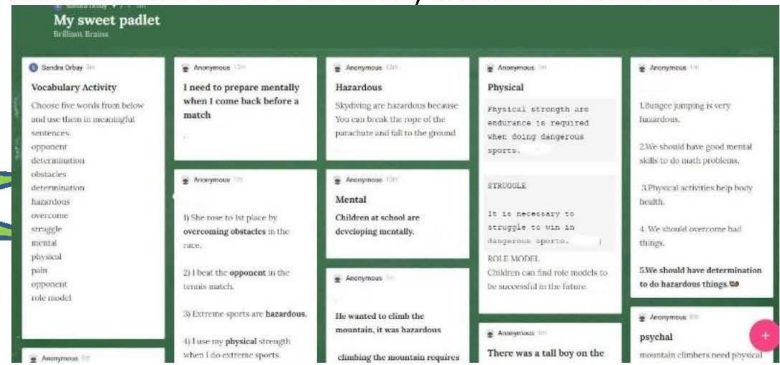 My sweet padlet
Brilliant Brains
Sandra Orbay
Vocabulary Activity
Choose five words from below
and use them in meaningful
sentences.
opponent
determination
obstacles
determination
hazardous
overcome
struggle
mental
physical
pain
opponent
role model
Anonymous
Anonymous
I need to prepare mentally
when I come back before a
match
Anonymous
1) She rose to 1st place by
overcoming obstacles in the
race.
2) I beat the opponent in the
tennis match.
3) Extreme sports are hazardous.
4) I use my physical strength
when I do extreme sports.
Anonymous
Hazardous
Skydiving are hazardous because
You can break the rope of the
parachute and fall to the ground
Anonymous
Mental
Children at school are
developing mentally.
Anonymous
He wanted to climb the
mountain, it was hazardous
climbing the mountain requires
Anonymous
Physical
Physical strength are
endurance is required
when doing dangerous
sports.
STRUGGLE
It is necessary to
struggle to win in
dangerous sports.
ROLE MODEL
Children can find role models to
be successful in the future.
Anonymous
There was a tall boy on the
Anonymous
1.Bungee jumping is very
hazardous.
2.We should have good mental
skills to do math problems.
3.Physical activities help body
health.
4. We should overcome bad
things.
5.We should have determination
to do hazardous things.
Anonymous
psychal
mountain climbers need physical